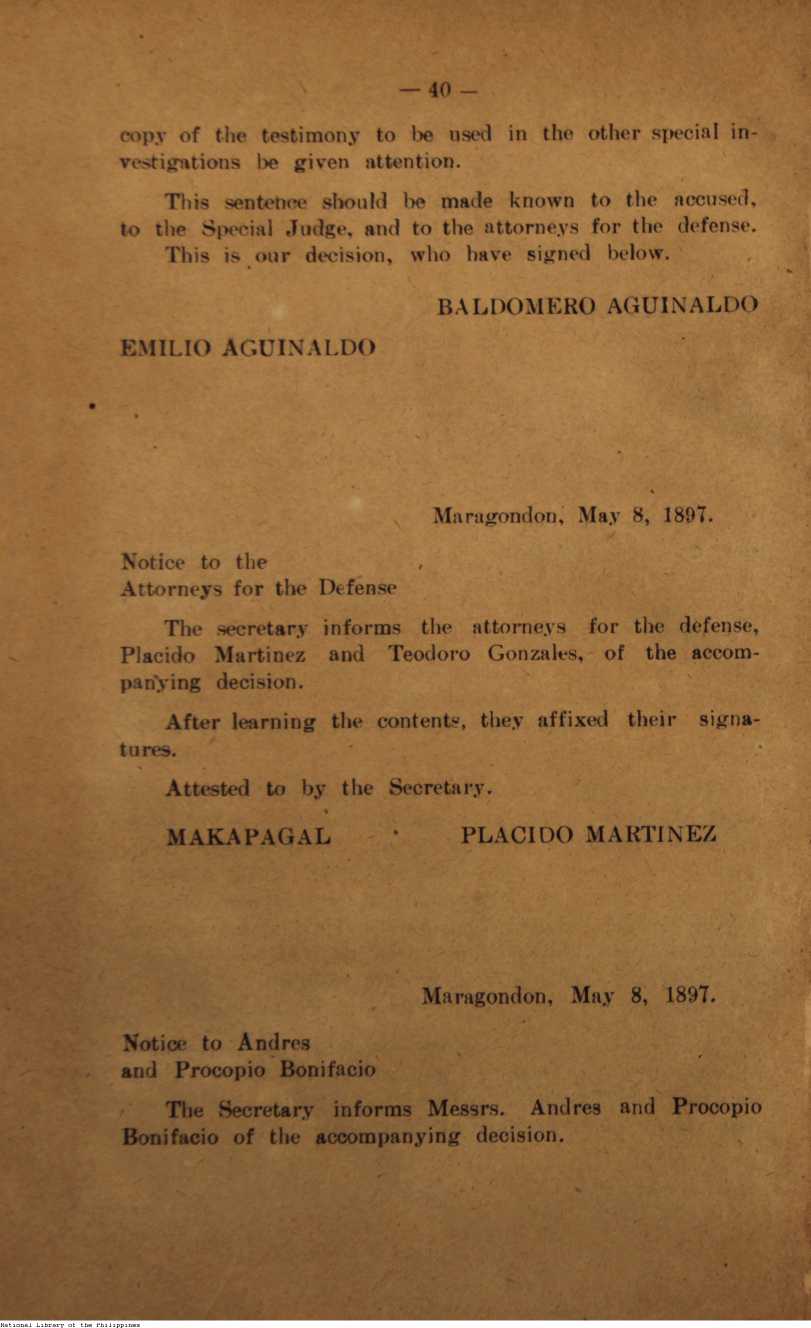 — 40 —
copy of the testimony to be used in the other special in-
vestigations be given attention.
This sentence should be made known to the accused,
to the Special Judge, and to the attorneys for the defense.
This is our decision, who have signed below.
BALDOMERO AGUINALDO
EMILIO AGUINALDO
Maragondon, May 8, 1897.
Notice to the
Attorneys for the Defense
The secretary informs the attorneys for the defense,
Placido Martinez and Teodoro Gonzales, of the accom-
panying decision.
After learning the contents, they affixed their signa-
tures.
Attested to by the Secretary.
MAKAPAGAL PLACIDO MARTINEZ
Maragondon, May 8, 1897.
Notice to Andres
and Procopio Bonifacio
The Secretary informs Messrs. Andres and Procopio
Bonifacio of the accompanying decision.
National Library of the Philippines